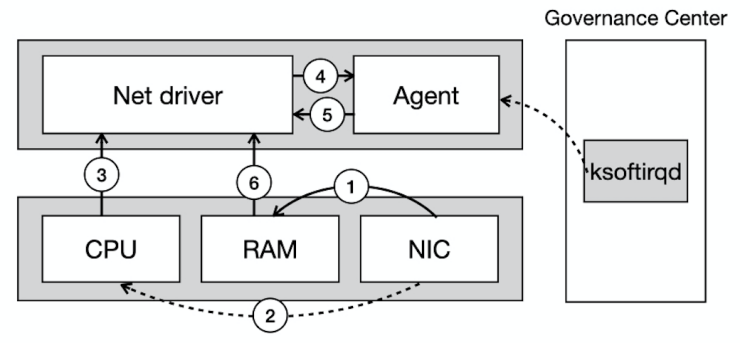 Governance Center
Net driver
4
5
Agent
ksoftirqd
3
6
1
CPU
RAM
NIC
2